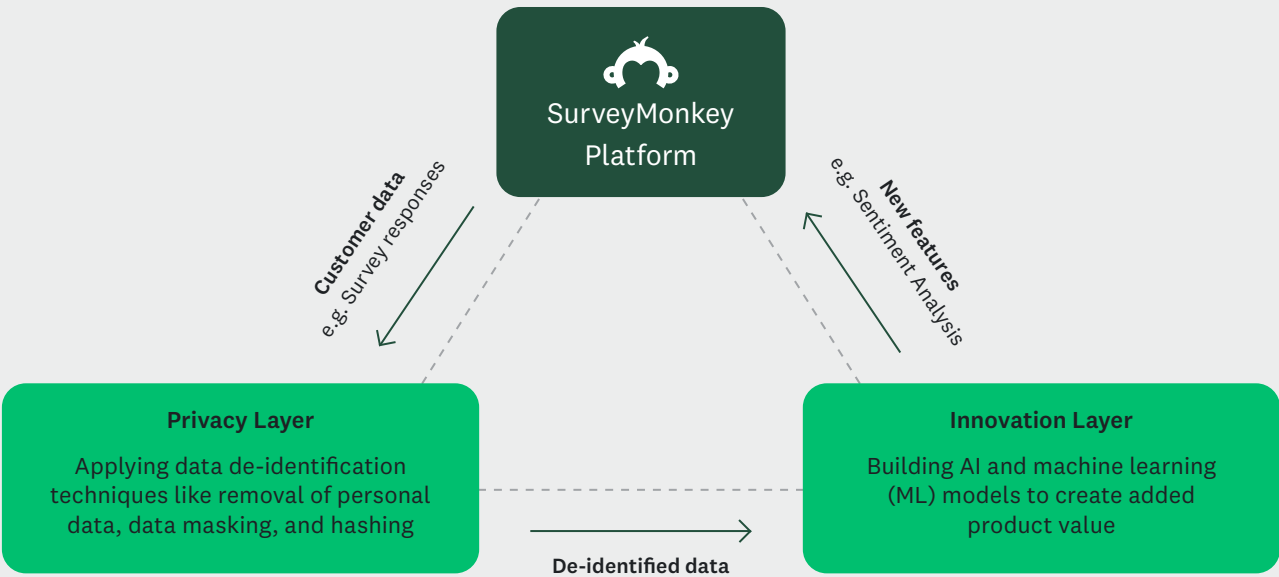 SurveyMonkey
Platform
Customer data
e.g. Survey responses
New features
e.g. Sentiment Analysis
Privacy Layer
Applying data de-identification
techniques like removal of personal
data, data masking, and hashing
De-identified data
Innovation Layer
Building AI and machine learning
(ML) models to create added
product value